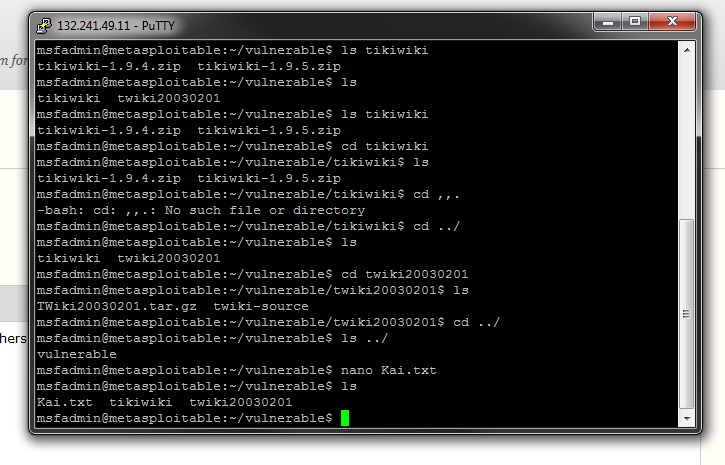 132.241.49.11 - PuTTY
m for
msfadmin@metasploitable:~/vulnerable$ ls tikiwiki
tikiwiki-1.9.4.zip  tikiwiki-1.9.5.zip
msfadmin@metasploitable:~/vulnerable$ ls
tikiwiki  twiki20030201
msfadmin@metasploitable:~/vulnerable$ ls tikiwiki
tikiwiki-1.9.4.zip  tikiwiki-1.9.5.zip
msfadmin@metasploitable:~/vulnerable$ cd tikiwiki
msfadmin@metasploitable:~/vulnerable/tikiwiki$ ls
tikiwiki-1.9.4.zip  tikiwiki-1.9.5.zip
msfadmin@metasploitable:~/vulnerable/tikiwiki$ cd ,,.
-bash: cd: ,,.: No such file or directory
msfadmin@metasploitable:~/vulnerable/tikiwiki$ cd ../
msfadmin@metasploitable:~/vulnerable$ ls
tikiwiki  twiki20030201
msfadmin@metasploitable:~/vulnerable$ cd twiki20030201
msfadmin@metasploitable:~/vulnerable/twiki20030201$ ls
TWiki20030201.tar.gz  twiki-source
msfadmin@metasploitable:~/vulnerable/twiki20030201$ cd ../
hers
msfadmin@metasploitable:~/vulnerable$ ls ../
vulnerable
msfadmin@metasploitable:~/vulnerable$ nano Kai.txt
msfadmin@metasploitable:~/vulnerable$ ls
Kai.txt  tikiwiki  twiki20030201
msfadmin@metasploitable:~/vulnerable$